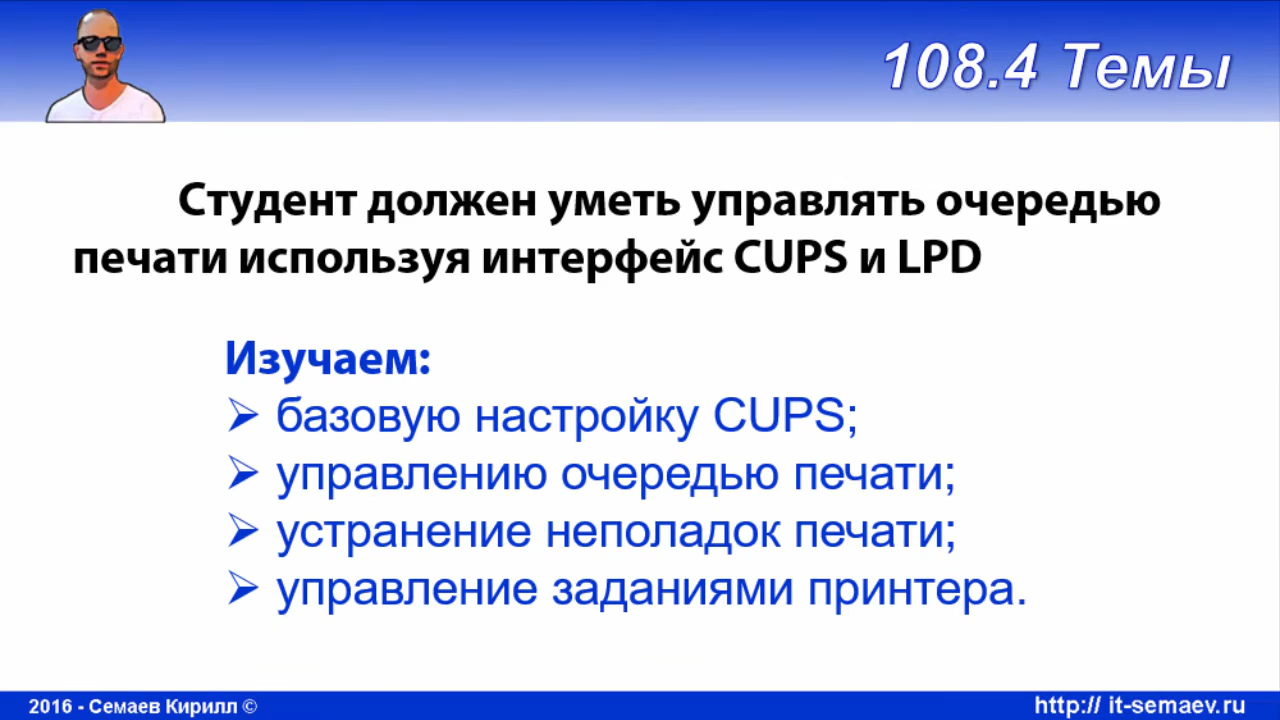 108.4 Темы
Студент должен уметь управлять очередью
печати используя интерфейс CUPS и LPD
Изучаем:
➢ базовую настройку CUPS;
➢ управлению очередью печати;
➢ устранение неполадок печати;
➢ управление заданиями принтера.
2016 - Семаев Кирилл ©
http:// it-semaev.ru